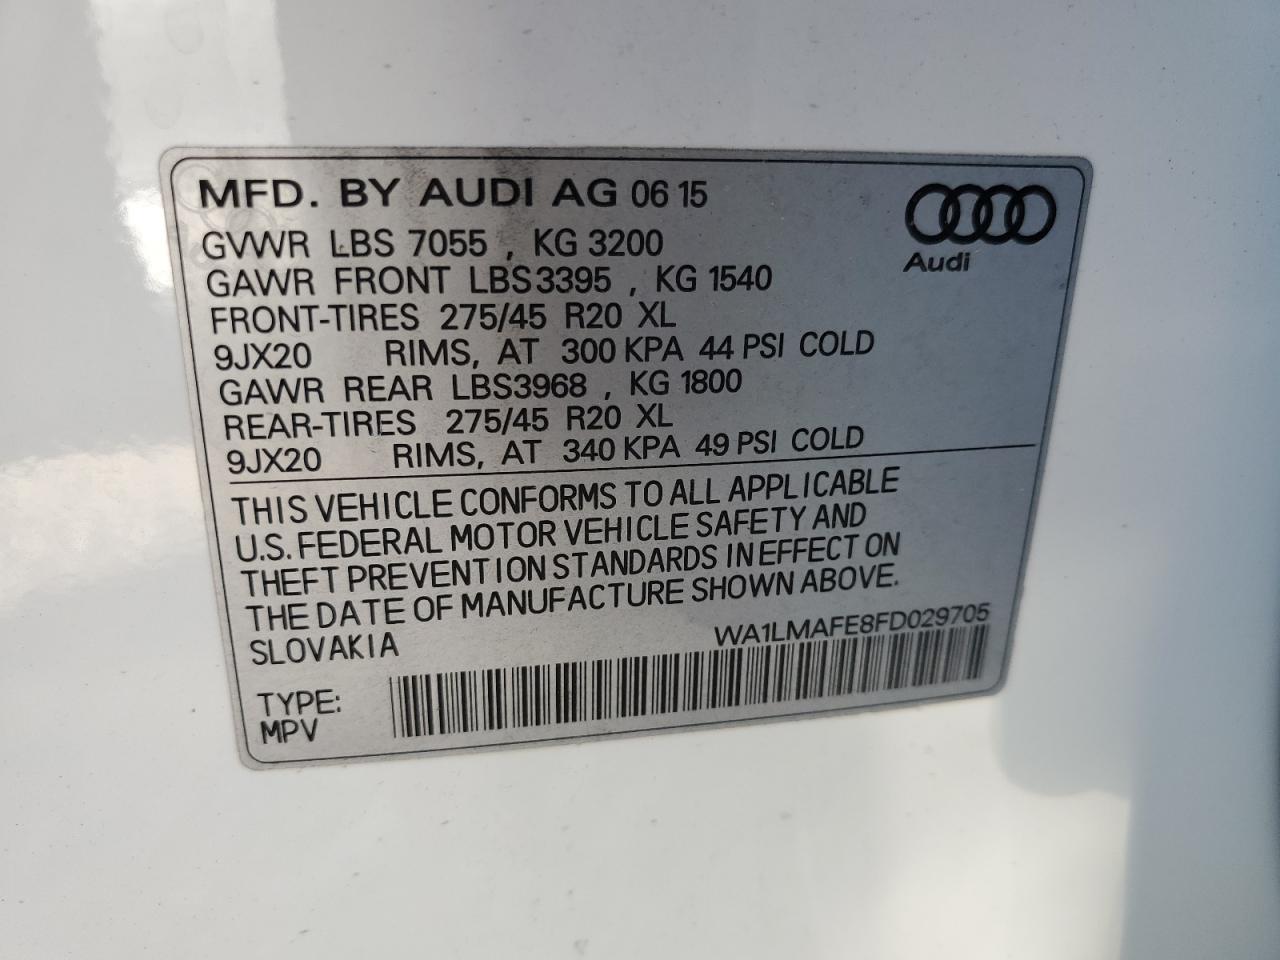 MFD. BY AUDI AG 06 15
Audi
GVWR LBS 7055 , KG 3200
GAWR FRONT LBS3395 , KG 1540
FRONT-TIRES 275/45 R20 XL
9JX20 RIMS, AT 300 KPA 44 PSI COLD
GAWR REAR LBS3968 , KG 1800
REAR-TIRES 275/45 R20 XL
9JX20 RIMS, AT 340 KPA 49 PSI COLD
THIS VEHICLE CONFORMS TO ALL APPLICABLE
U.S. FEDERAL MOTOR VEHICLE SAFETY AND
THEFT PREVENTION STANDARDS IN EFFECT ON
THE DATE OF MANUFACTURE SHOWN ABOVE.
SLOVAKIA WA1LMAFE8FD029705
TYPE:
MPV